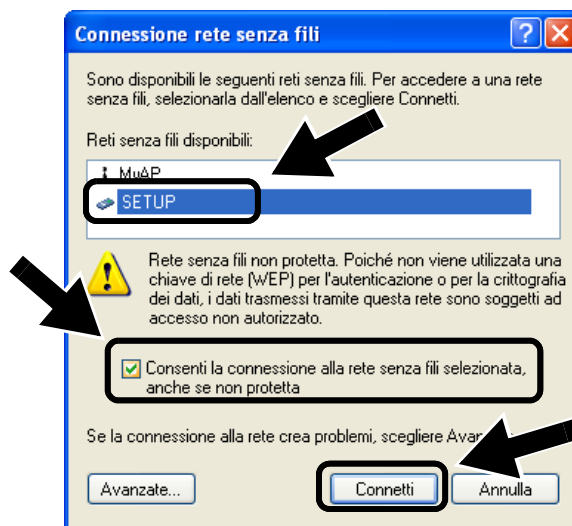 Connessione rete senza fili
Sono disponibili le seguenti reti senza fili. Per accedere a una rete
senza fili, selezionarla dall'elenco e scegliere Connetti.
Reti senza fili disponibili:
MyAP
SETUP
Rete senza fili non protetta. Poiché non viene utilizzata una
chiave di rete (WEP) per l'autenticazione o per la crittografia
dei dati, i dati trasmessi tramite questa rete sono soggetti ad
accesso non autorizzato.
Consenti la connessione alla rete senza fili selezionata,
anche se non protetta
Se la connessione alla rete crea problemi, scegliere
Avanzate...
Connetti
Annulla